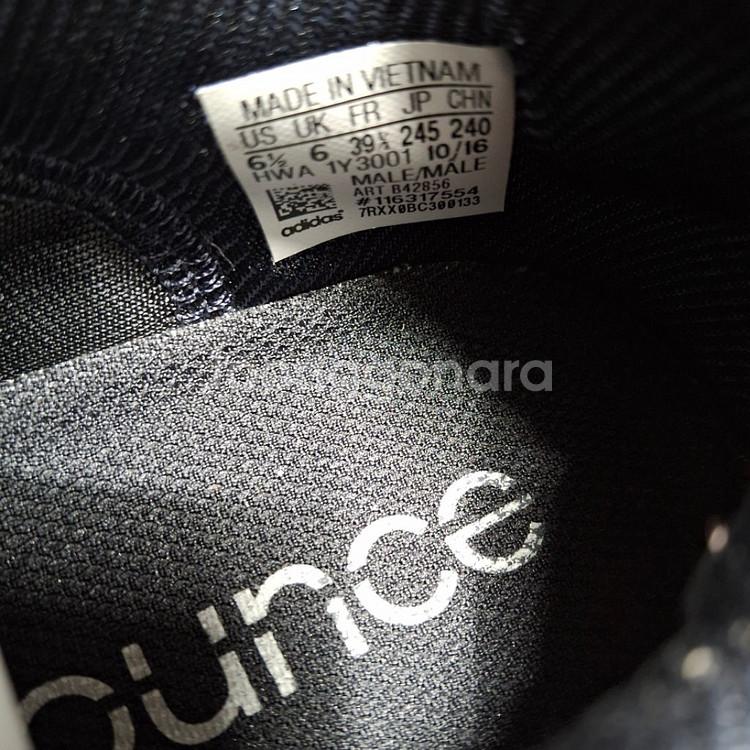 MADE IN VIETNAM
US UK FR JP CHN
6½ 6 39⅓ 245 240
HWA 1Y3001 10/16
MALE/MÂLE
ART B42856
#116317554
7RXX0BC300133
adidas
ounce